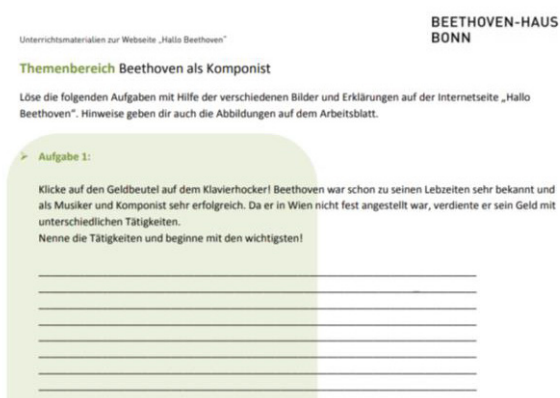 BEETHOVEN-HAUS
BONN
Unterrichtsmaterialien zur Webseite „Hallo Beethoven"
Themenbereich Beethoven als Komponist
Löse die folgenden Aufgaben mit Hilfe der verschiedenen Bilder und Erklärungen auf der Internetseite „Hallo
Beethoven". Hinweise geben dir auch die Abbildungen auf dem Arbeitsblatt.
➢ Aufgabe 1:
Klicke auf den Geldbeutel auf dem Klavierhocker! Beethoven war schon zu seinen Lebzeiten sehr bekannt und
als Musiker und Komponist sehr erfolgreich. Da er in Wien nicht fest angestellt war, verdiente er sein Geld mit
unterschiedlichen Tätigkeiten.
Nenne die Tätigkeiten und beginne mit den wichtigsten!